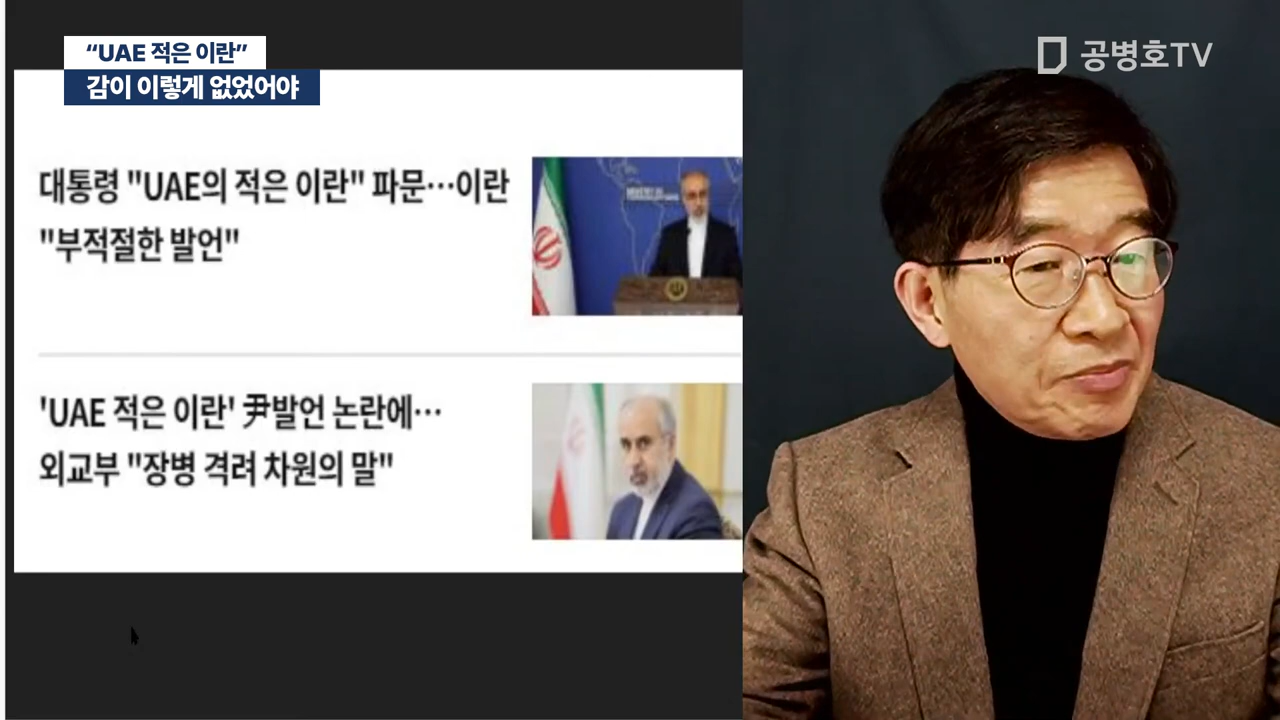 “UAE 적은 이란”
감이 이렇게 없었어야
공병호TV
대통령 "UAE의 적은 이란" 파문…이란
"부적절한 발언"
'UAE 적은 이란' 尹발언 논란에…
외교부 "장병 격려 차원의 말"